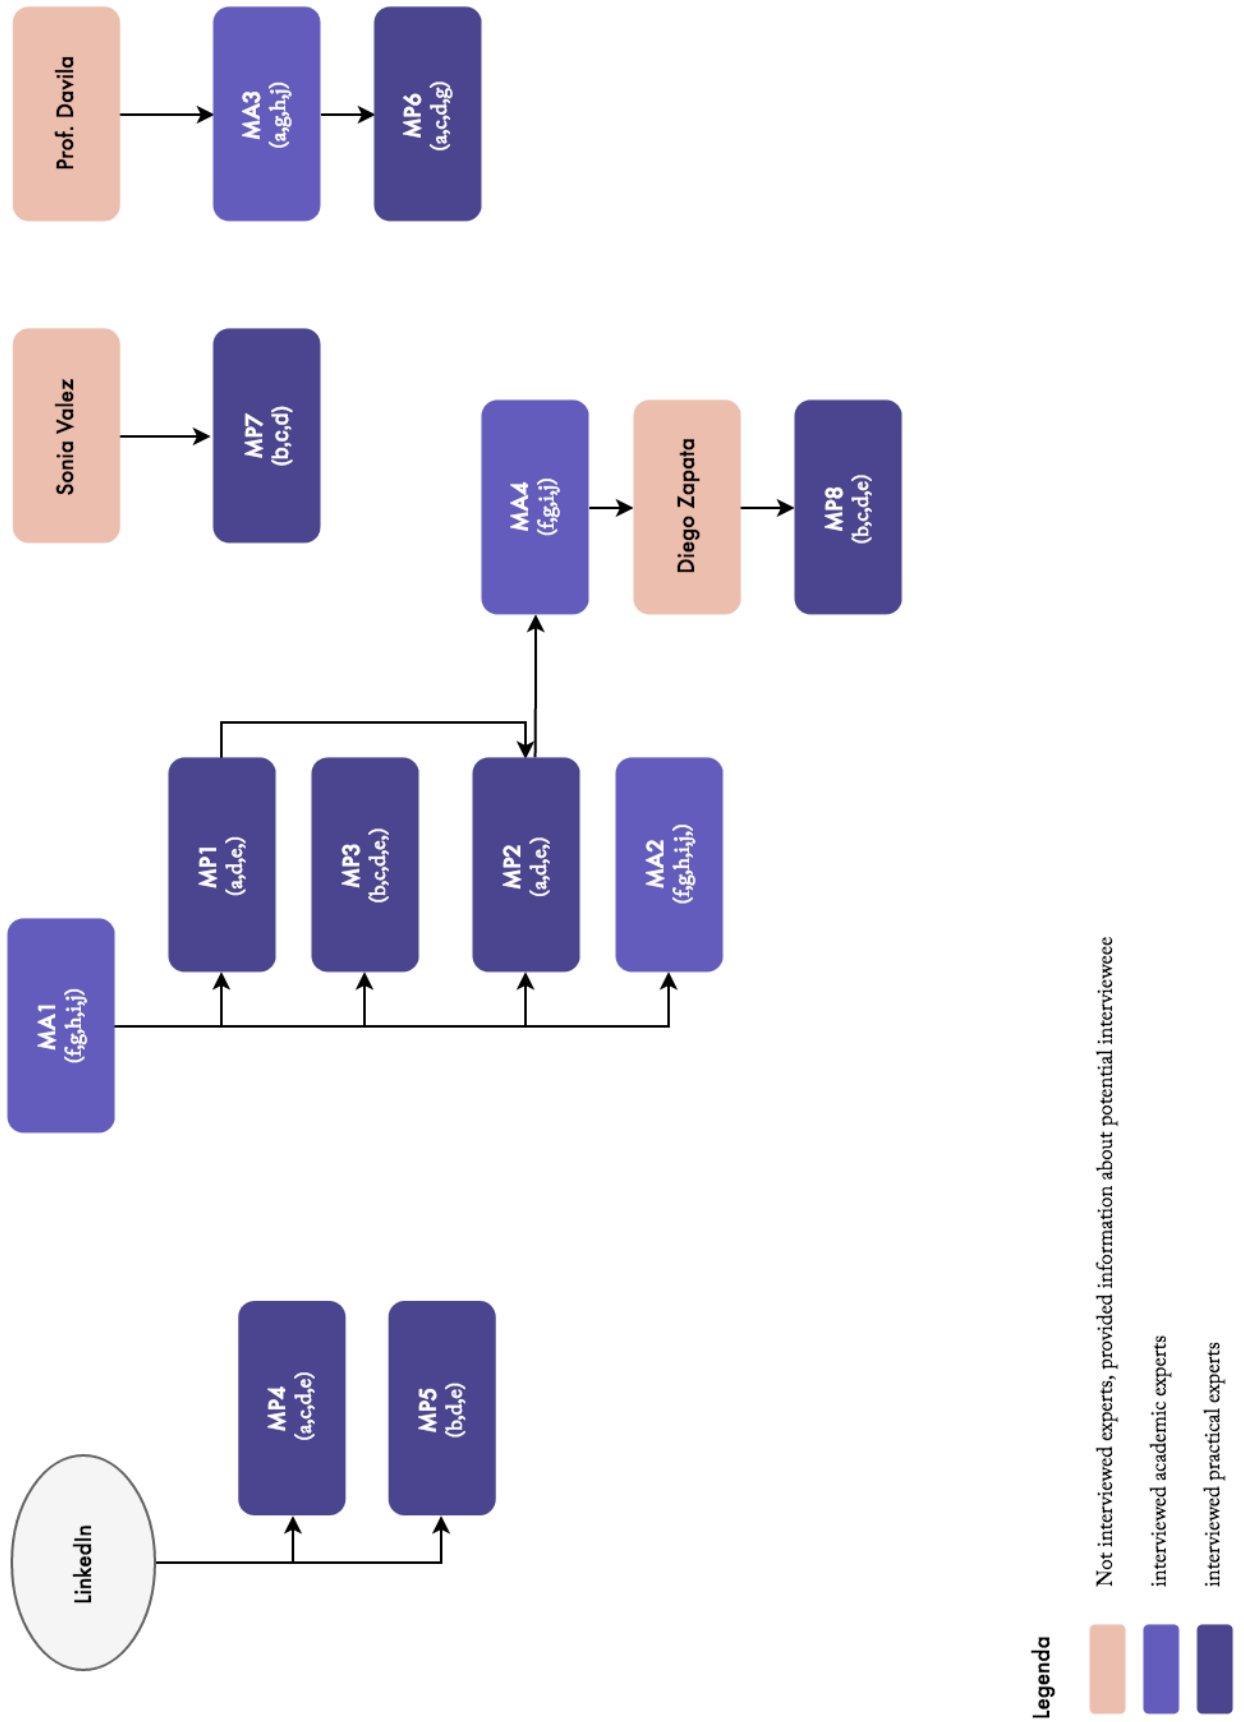 LinkedIn
MP4
(a,c,d,e)
MP5
(b,d,e)
MA1
(f,g,h,i,j)
MP1
(a,d,e,)
MP3
(b,c,d,e,)
MP2
(a,d,e,)
MA2
(f,g,h,i,j,)
MA4
(f,g,i,j)
Diego Zapata
MP8
(b,c,d,e)
Sonia Valez
MP7
(b,c,d)
Prof. Davila
MA3
(a,g,h,j)
MP6
(a,c,d,g)
Legenda
Not interviewed experts, provided information about potential intervieweee
interviewed academic experts
interviewed practical experts